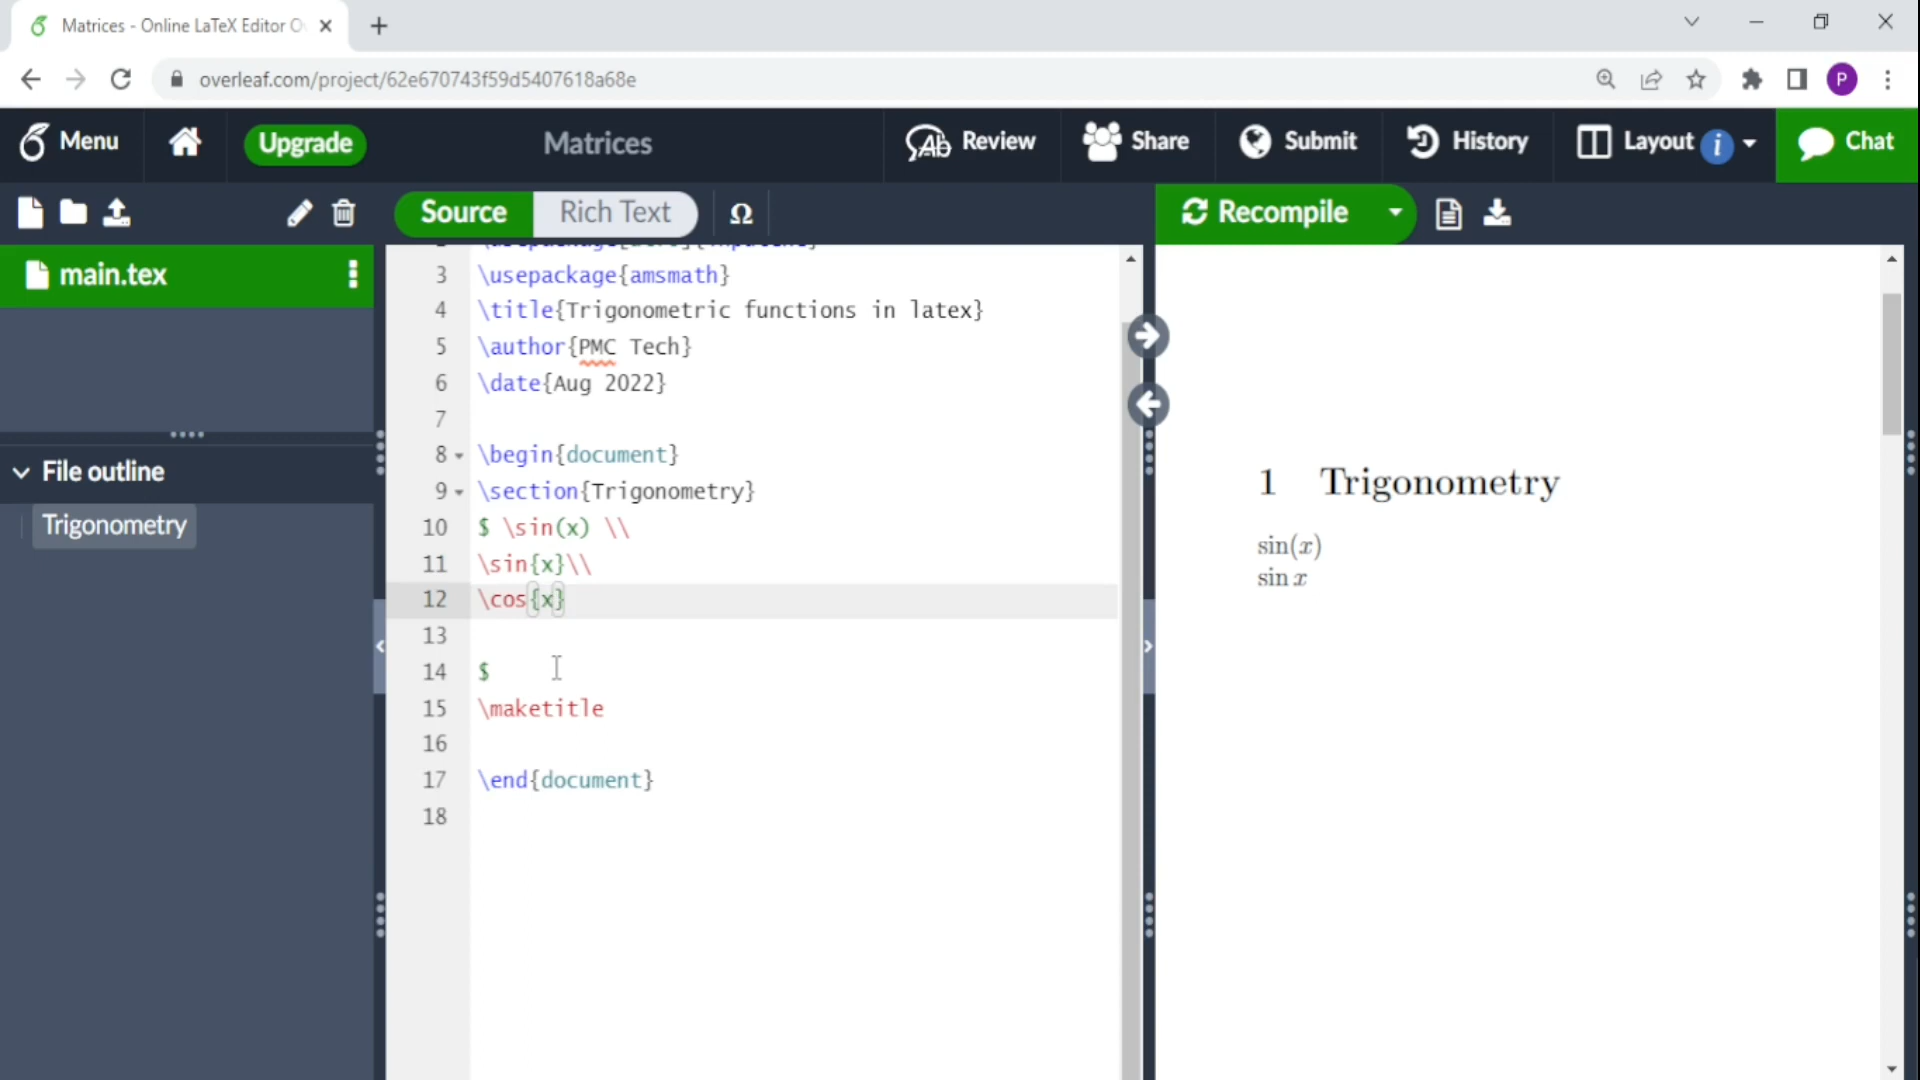 Matrices - Online LaTeX Editor O
overleaf.com/project/62e670743f59d5407618a68e
P
Menu
Upgrade
Matrices
Review
Share
Submit
History
Layout
i
Chat
Source
Rich Text
Ω
Recompile
main.tex
File outline
Trigonometry
3 \usepackage{amsmath}
4 \title{Trigonometric functions in latex}
5 \author{PMC Tech}
6 \date{Aug 2022}
7
8 \begin{document}
9 \section{Trigonometry}
10 $ \sin(x) \\
11 \sin{x}\\
12 \cos{x}
13
14 $
15 \maketitle
16
17 \end{document}
18
1 Trigonometry
sin(x)
sin x